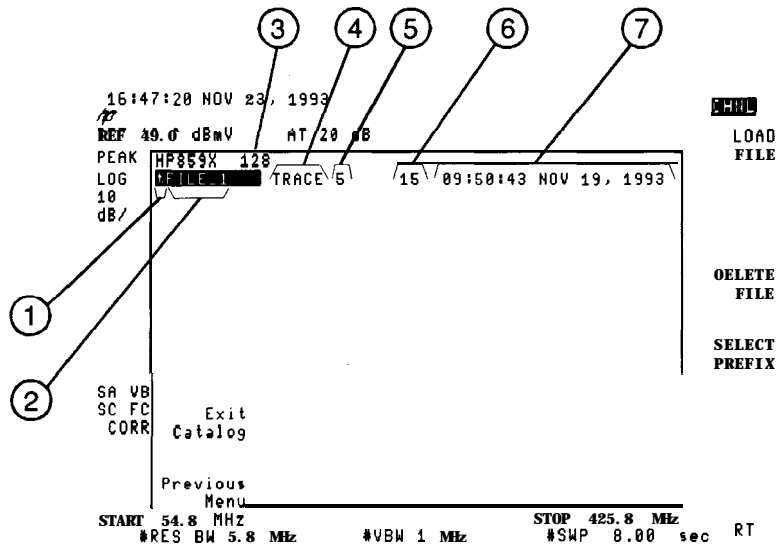 3 4 5 6 7
16:47:20 NOV 23, 1993
CHNL
REF 49.0 dBmV AT 20 dB
LOAD
FILE
PEAK
LOG
10
dB/
HP859X 128
TRACE 5 15 09:50:43 NOV 19, 1993
OELETE
FILE
1
SELECT
PREFIX
2
SA VB
SC FC
CORR
Exit
Catalog
Previous
Menu
START 54.8 MHz STOP 425.8 MHz
#RES BW 5.8 MHz #VBW 1 MHz #SWP 8.00 sec RT